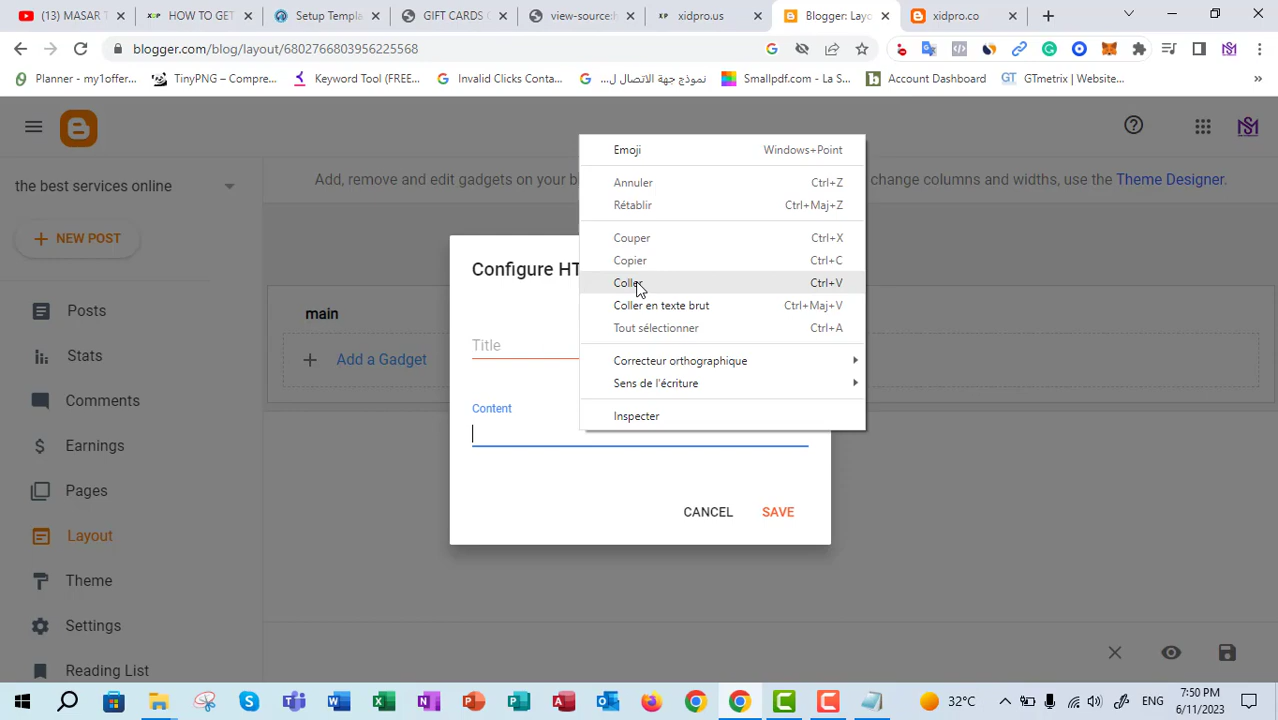 (13) MASAR T
HOW TO GET
Setup Templ
GIFT CARDS
view-source:h
xidpro.us
Blogger: Layo
xidpro.co
blogger.com/blog/layout/6802766803956225568
Planner - my1offer...
TinyPNG – Compre...
Keyword Tool (FREE...
Invalid Clicks Conta...
نموذج جهة الاتصال ل...
Smallpdf.com - La S...
Account Dashboard
GTmetrix | Website...
the best services online
Add, remove and edit gadgets on your b
change columns and widths, use the Theme Designer.
NEW POST
Posts
Stats
Comments
Earnings
Pages
Layout
Theme
Settings
Reading List
main
Add a Gadget
Configure HT
Title
Content
CANCEL
SAVE
Emoji Windows+Point
Annuler Ctrl+Z
Rétablir Ctrl+Maj+Z
Couper Ctrl+X
Copier Ctrl+C
Coller Ctrl+V
Coller en texte brut Ctrl+Maj+V
Tout sélectionner Ctrl+A
Correcteur orthographique
Sens de l'écriture
Inspecter
32°C
ENG
7:50 PM
6/11/2023